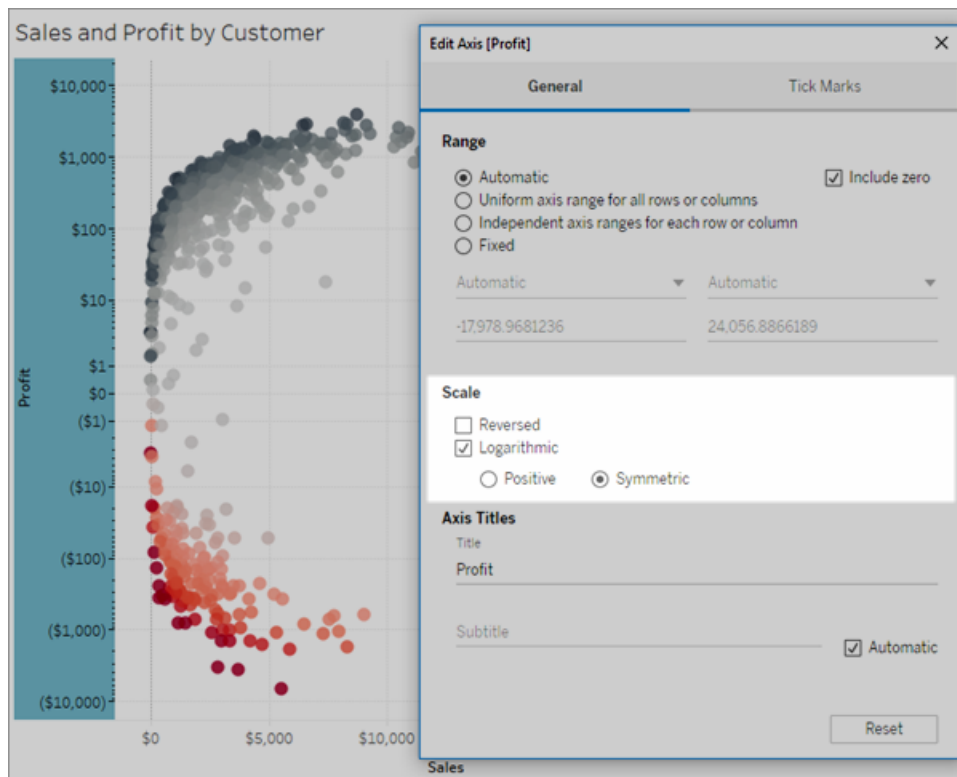 Sales and Profit by Customer
$10,000
$1,000
$100
$10
$1
$0
($1)
($10)
($100)
($1,000)
($10,000)
Profit
$0
$5,000
$10,000
Sales
Edit Axis [Profit]
General
Tick Marks
Range
Automatic
Include zero
Uniform axis range for all rows or columns
Independent axis ranges for each row or column
Fixed
Automatic
Automatic
-17,978.9681236
24,056.8866189
Scale
Reversed
Logarithmic
Positive
Symmetric
Axis Titles
Title
Profit
Subtitle
Automatic
Reset